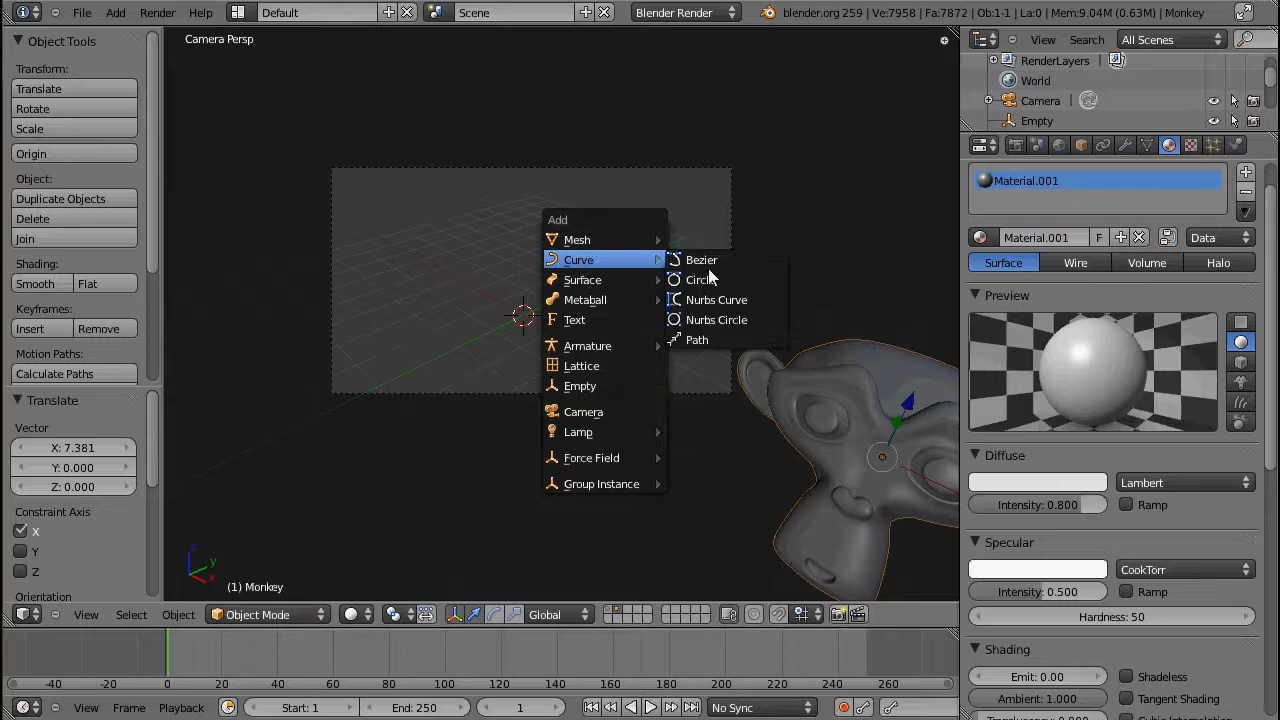 File Add Render Help Default Scene Blender Render blender.org 259 | Ve:7958 | Fa:7872 | Ob:1-1 | La:0 | Mem:9.04M (0.63M) | Monkey
Object Tools
Transform:
Translate
Rotate
Scale
Origin
Object:
Duplicate Objects
Delete
Join
Shading:
Smooth Flat
Keyframes:
Insert Remove
Motion Paths:
Calculate Paths
Translate
Vector
X: 7.381
Y: 0.000
Z: 0.000
Constraint Axis
X
Y
Z
Orientation
Camera Persp
Add
Mesh
Curve
Surface
Metaball
Text
Armature
Lattice
Empty
Camera
Lamp
Force Field
Group Instance
Bezier
Circle
Nurbs Curve
Nurbs Circle
Path
z
y
x
(1) Monkey
View Select Object Object Mode Global
-40 -20 0 20 40 60 80 100 120 140 160 180 200 220 240 260 280
View Frame Playback Start: 1 End: 250 1 No Sync
View Search All Scenes
RenderLayers
World
Camera
Empty
Material.001
Material.001 F Data
Surface Wire Volume Halo
Preview
Diffuse
Lambert
Intensity: 0.800 Ramp
Specular
CookTorr
Intensity: 0.500 Ramp
Hardness: 50
Shading
Emit: 0.00 Shadeless
Ambient: 1.000 Tangent Shading